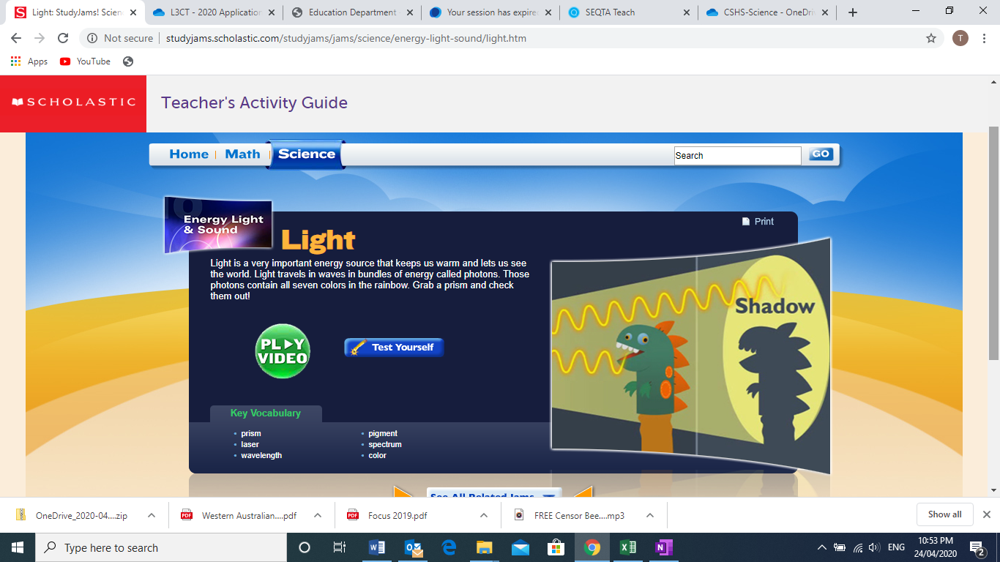 Light: StudyJams! Scien
L3CT - 2020 Application
Education Department
Your session has expire
SEQTA Teach
CSHS-Science - OneDri
Not secure
studyjams.scholastic.com/studyjams/jams/science/energy-light-sound/light.htm
T
Apps
YouTube
SCHOLASTIC
Teacher's Activity Guide
Home
Math
Science
Search
GO
Energy Light
& Sound
Print
Light
Light is a very important energy source that keeps us warm and lets us see
the world. Light travels in waves in bundles of energy called photons. Those
photons contain all seven colors in the rainbow. Grab a prism and check
them out!
Shadow
PLAY
VIDEO
Test Yourself
Key Vocabulary
prism
laser
wavelength
pigment
spectrum
color
See All Related Jams
OneDrive_2020-04....zip
Western Australian....pdf
Focus 2019.pdf
FREE Censor Bee....mp3
Show all
Type here to search
ENG
10:53 PM
24/04/2020
2